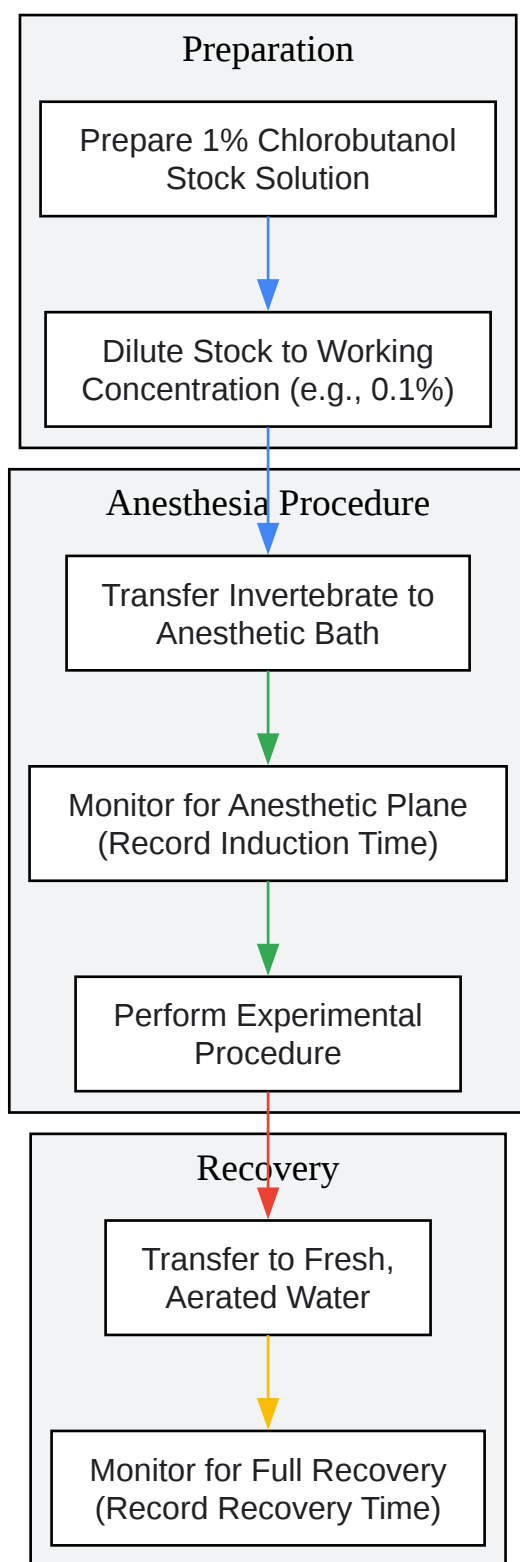 Preparation
Prepare 1% Chlorobutanol
Stock Solution
Dilute Stock to Working
Concentration (e.g., 0.1%)
Anesthesia Procedure
Transfer Invertebrate to
Anesthetic Bath
Monitor for Anesthetic Plane
(Record Induction Time)
Perform Experimental
Procedure
Recovery
Transfer to Fresh,
Aerated Water
Monitor for Full Recovery
(Record Recovery Time)